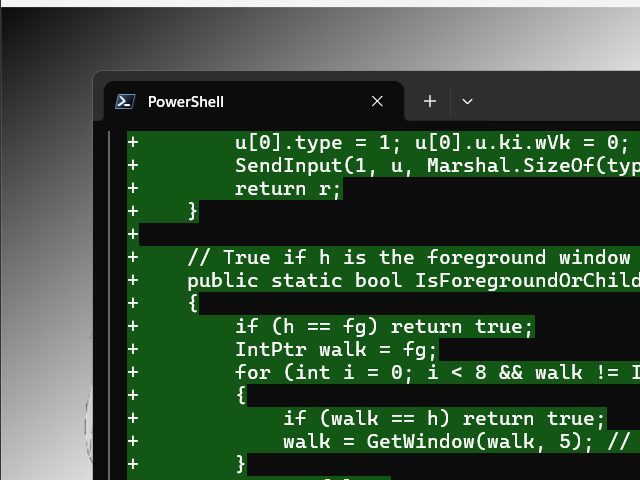 PowerShell
+        u[0].type = 1; u[0].u.ki.wVk = 0;
+        SendInput(1, u, Marshal.SizeOf(typ
+        return r;
+    }
+
+    // True if h is the foreground window
+    public static bool IsForegroundOrChild
+    {
+        if (h == fg) return true;
+        IntPtr walk = fg;
+        for (int i = 0; i < 8 && walk != I
+        {
+            if (walk == h) return true;
+            walk = GetWindow(walk, 5); //
+        }